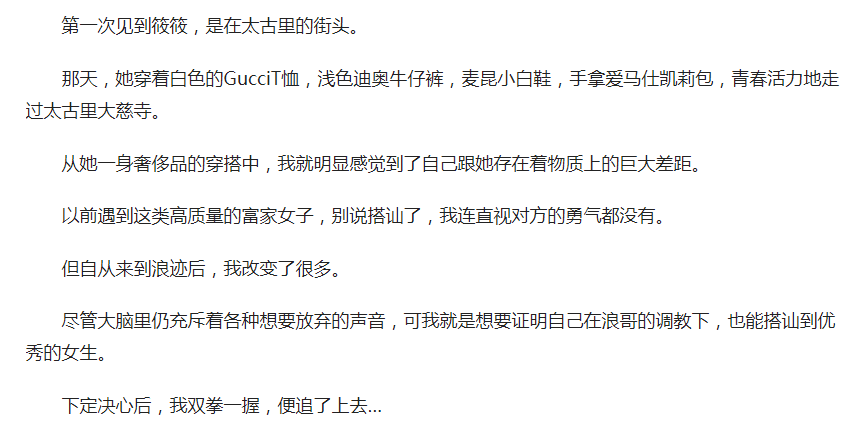 第一次见到筱筱，是在太古里的街头。
那天，她穿着白色的GucciT恤，浅色迪奥牛仔裤，麦昆小白鞋，手拿爱马仕凯莉包，青春活力地走
过太古里大慈寺。
从她一身奢侈品的穿搭中，我就明显感觉到了自己跟她存在着物质上的巨大差距。
以前遇到这类高质量的富家女子，别说搭讪了，我连直视对方的勇气都没有。
但自从来到浪迹后，我改变了很多。
尽管大脑里仍充斥着各种想要放弃的声音，可我就是想要证明自己在浪哥的调教下，也能搭讪到优
秀的女生。
下定决心后，我双拳一握，便追了上去...